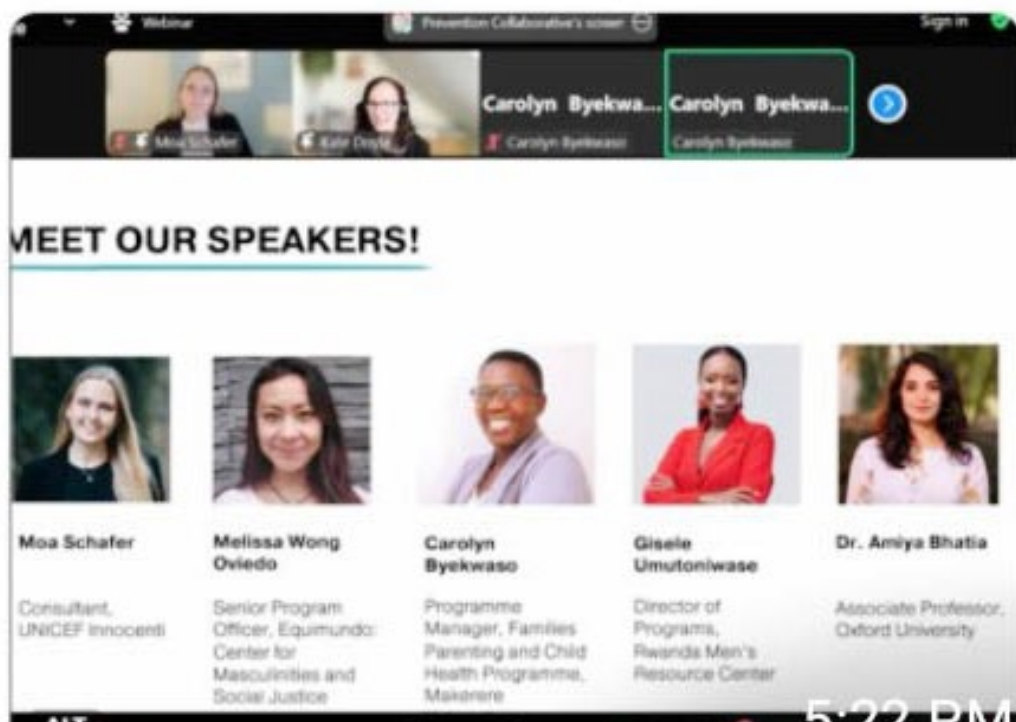 Webinar
Prevention Collaborative's screen
Sign in
Carolyn Byekwa... Carolyn Byekwa...
Moa Schafer
Kate Doyle
Carolyn Byekwaso
Carolyn Byekwaso
MEET OUR SPEAKERS!
Moa Schafer
Consultant,
UNICEF Innocenti
Melissa Wong
Oviedo
Senior Program
Officer, Equimundo:
Center for
Masculinities and
Social Justice
Carolyn
Byekwaso
Programme
Manager, Families
Parenting and Child
Health Programme,
Makerere
Gisele
Umutoniwase
Director of
Programs,
Rwanda Men's
Resource Center
Dr. Amiya Bhatia
Associate Professor,
Oxford University
5:22 PM